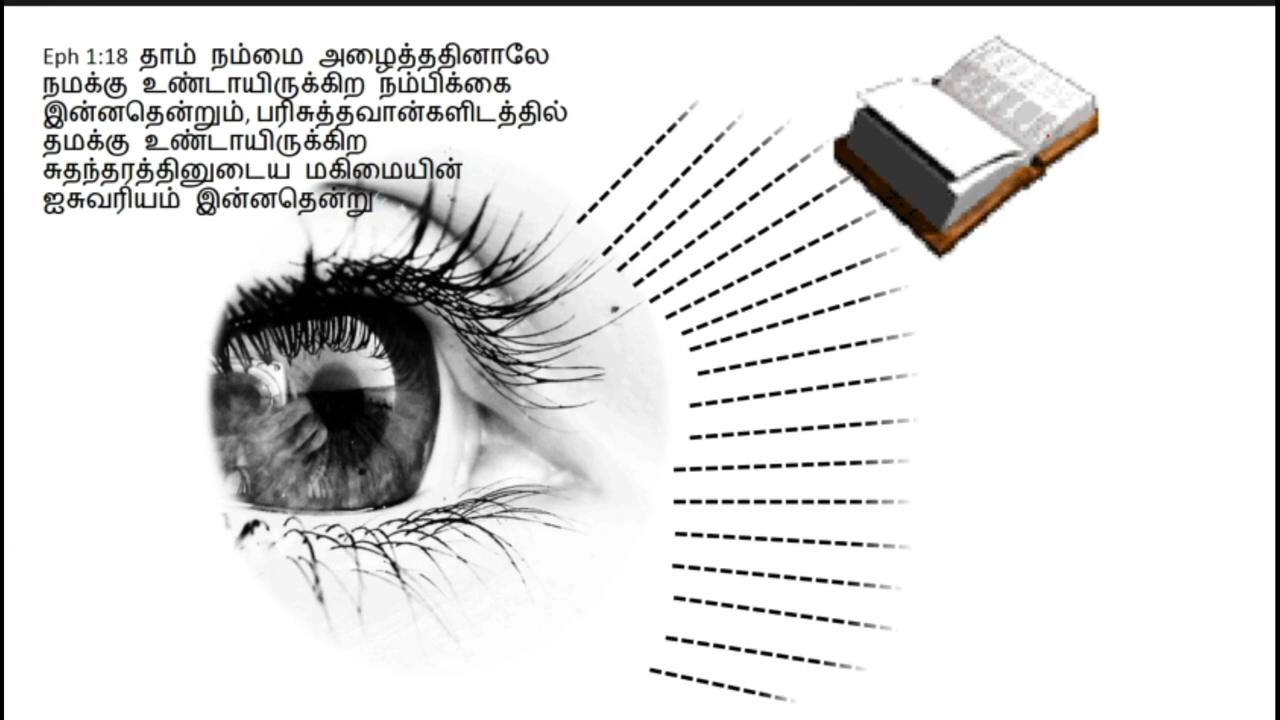 Eph 1:18 தாம் நம்மை அழைத்ததினாலே
நமக்கு உண்டாயிருக்கிற நம்பிக்கை
இன்னதென்றும், பரிசுத்தவான்களிடத்தில்
தமக்கு உண்டாயிருக்கிற
சுதந்தரத்தினுடைய மகிமையின்
ஐசுவரியம் இன்னதென்று